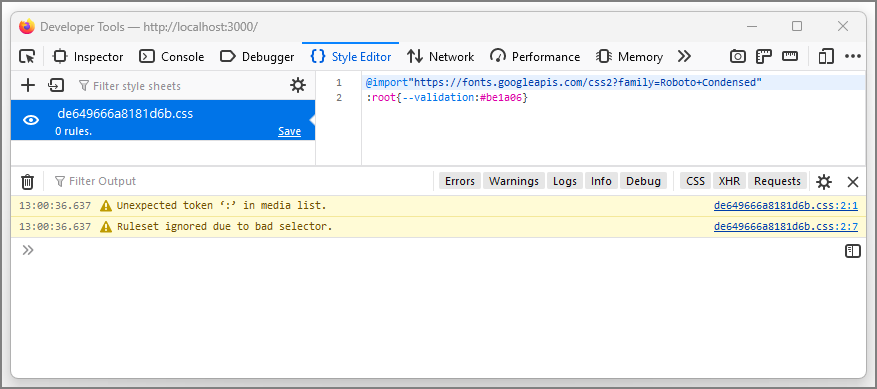 Developer Tools — http://localhost:3000/
Inspector Console Debugger Style Editor Network Performance Memory
Filter style sheets
de649666a8181d6b.css
0 rules. Save
1 @import"https://fonts.googleapis.com/css2?family=Roboto+Condensed"
2 :root{--validation:#be1a06}
Filter Output Errors Warnings Logs Info Debug CSS XHR Requests
13:00:36.637 Unexpected token ‘:’ in media list. de649666a8181d6b.css:2:1
13:00:36.637 Ruleset ignored due to bad selector. de649666a8181d6b.css:2:7